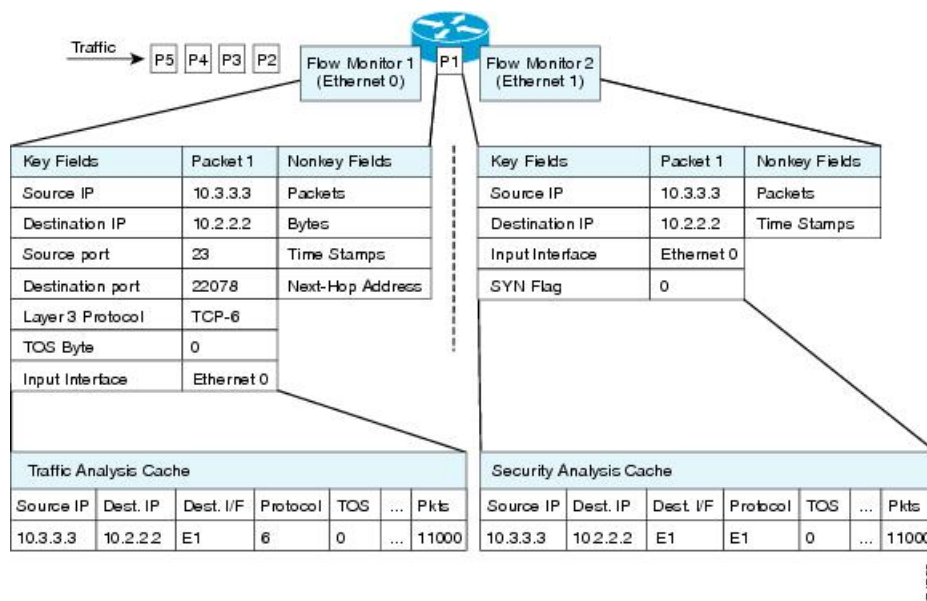 Traffic
P5 P4 P3 P2
Flow Monitor 1
(Ethernet 0)
P1
Flow Monitor 2
(Ethernet 1)
Key Fields Packet 1 Nonkey Fields
Source IP 10.3.3.3 Packets
Destination IP 10.2.2.2 Bytes
Source port 23 Time Stamps
Destination port 22078 Next-Hop Address
Layer 3 Protocol TCP-6
TOS Byte 0
Input Interface Ethernet 0
Key Fields Packet 1 Nonkey Fields
Source IP 10.3.3.3 Packets
Destination IP 10.2.2.2 Time Stamps
Input Interface Ethernet 0
SYN Flag 0
Traffic Analysis Cache
Source IP Dest. IP Dest. I/F Protocol TOS ... Pkts
10.3.3.3 10.2.2.2 E1 6 0 ... 11000
Security Analysis Cache
Source IP Dest. IP Dest. I/F Protocol TOS ... Pkts
10.3.3.3 10.2.2.2 E1 E1 0 ... 11000